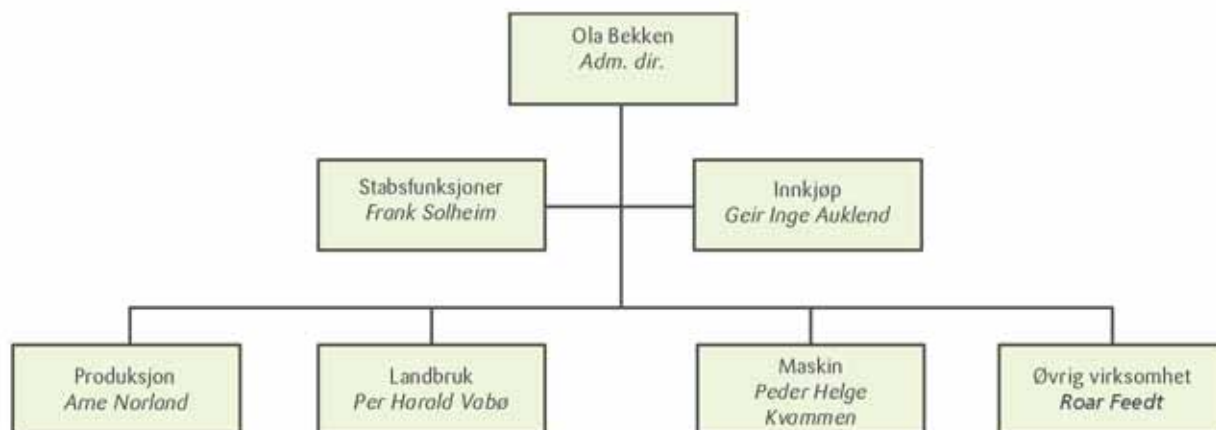 Ola Bekken
Adm. dir.
Stabsfunksjoner
Frank Solheim
Innkjøp
Geir Inge Auklend
Produksjon
Arne Norland
Landbruk
Per Harald Vabø
Maskin
Peder Helge
Kvammen
Øvrig virksomhet
Roar Feedt